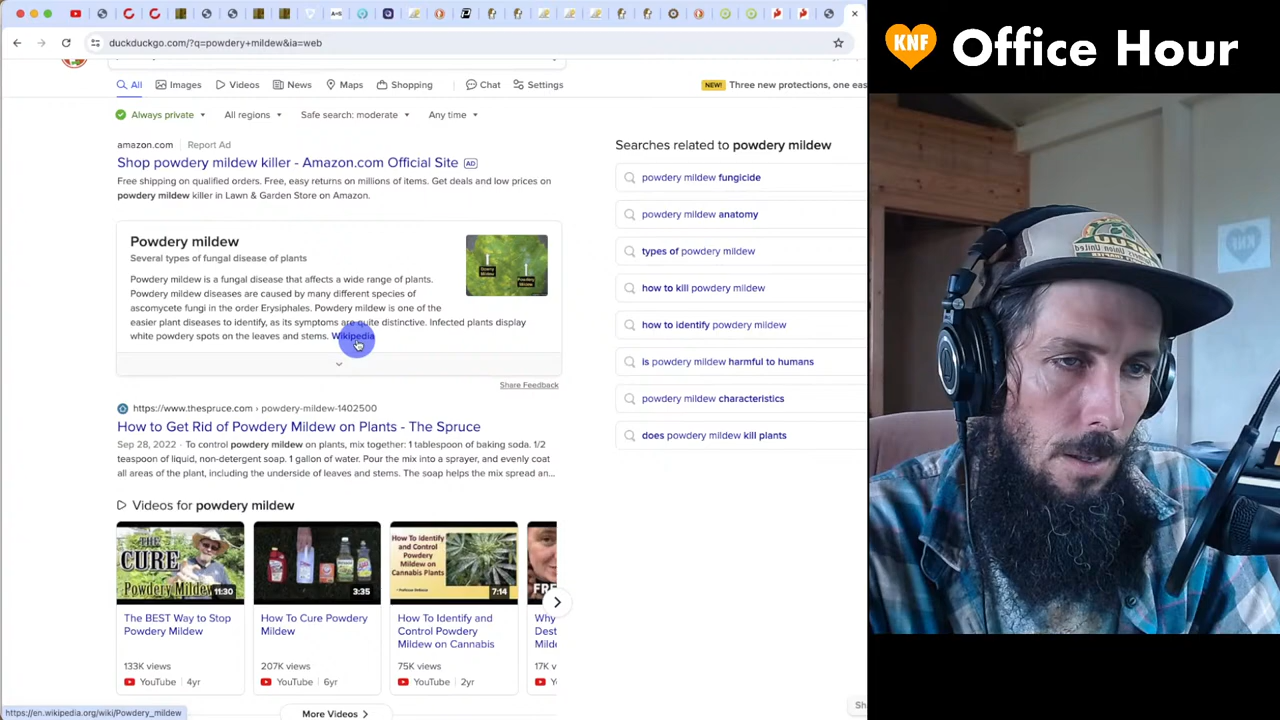 KNF Office Hour
duckduckgo.com/?q=powdery+mildew&ia=web
All Images Videos News Maps Shopping Chat Settings
NEW! Three new protections, one eas
Always private All regions Safe search: moderate Any time
amazon.com Report Ad
Shop powdery mildew killer - Amazon.com Official Site AD
Free shipping on qualified orders. Free, easy returns on millions of items. Get deals and low prices on
powdery mildew killer in Lawn & Garden Store on Amazon.
Powdery mildew
Several types of fungal disease of plants
Powdery mildew is a fungal disease that affects a wide range of plants.
Powdery mildew diseases are caused by many different species of
ascomycete fungi in the order Erysiphales. Powdery mildew is one of the
easier plant diseases to identify, as its symptoms are quite distinctive. Infected plants display
white powdery spots on the leaves and stems. Wikipedia
Share Feedback
https://www.thespruce.com › powdery-mildew-1402500
How to Get Rid of Powdery Mildew on Plants - The Spruce
Sep 28, 2022 · To control powdery mildew on plants, mix together: 1 tablespoon of baking soda. 1/2
teaspoon of liquid, non-detergent soap. 1 gallon of water. Pour the mix into a sprayer, and evenly coat
all areas of the plant, including the underside of leaves and stems. The soap helps the mix spread an...
Videos for powdery mildew
THE
CURE
Powdery Mildew
11:30
The BEST Way to Stop
Powdery Mildew
133K views
YouTube 4yr
3:35
How To Cure Powdery
Mildew
207K views
YouTube 6yr
How To Identify
and Control
Powdery
Mildew on
Cannabis
Plants
7:14
How To Identify and
Control Powdery
Mildew on Cannabis
75K views
YouTube 2yr
FRE
Why
Dest
Mild
17K v
Y
More Videos
Searches related to powdery mildew
powdery mildew fungicide
powdery mildew anatomy
types of powdery mildew
how to kill powdery mildew
how to identify powdery mildew
is powdery mildew harmful to humans
powdery mildew characteristics
does powdery mildew kill plants
Sh
https://en.wikipedia.org/wiki/Powdery_mildew
KNF